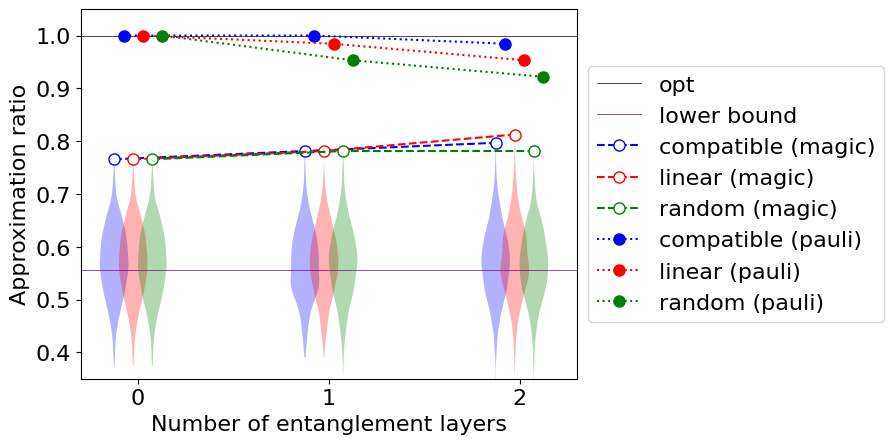 1.0
0.9
0.8
0.7
0.6
0.5
0.4
Approximation ratio
0 1 2
Number of entanglement layers
opt
lower bound
compatible (magic)
linear (magic)
random (magic)
compatible (pauli)
linear (pauli)
random (pauli)